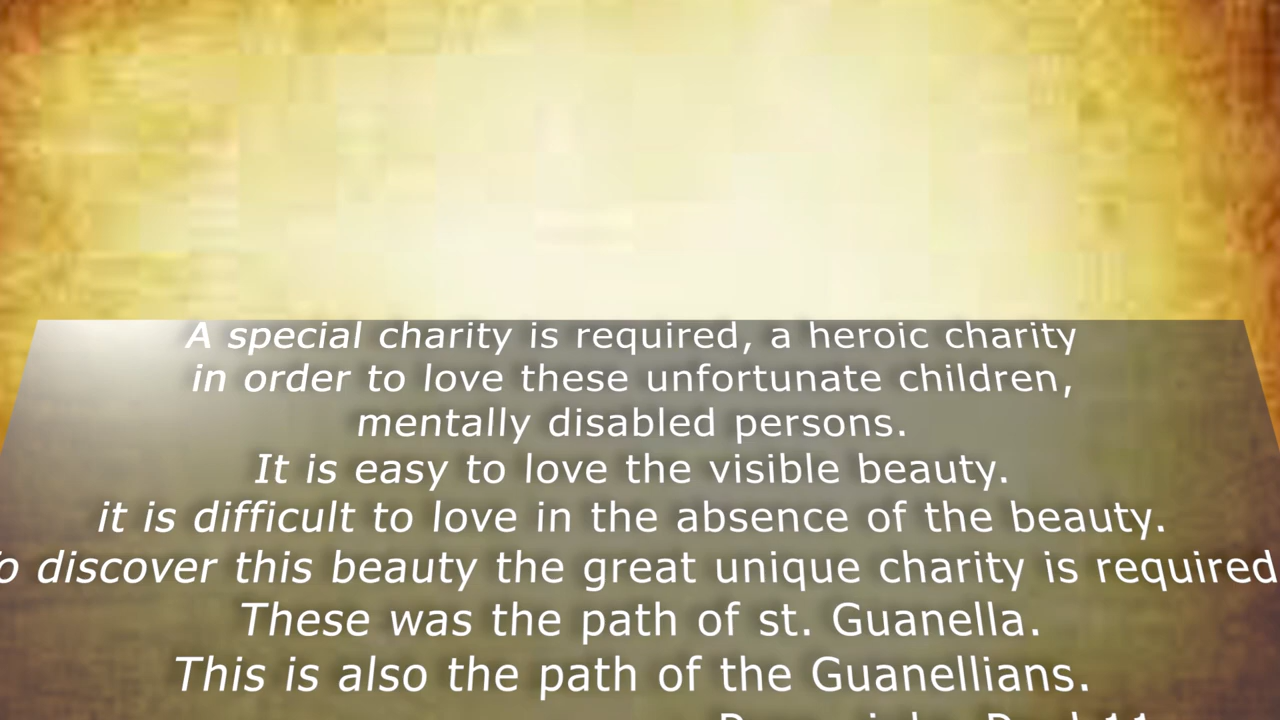 A special charity is required, a heroic charity
in order to love these unfortunate children,
mentally disabled persons.
It is easy to love the visible beauty.
it is difficult to love in the absence of the beauty.
discover this beauty the great unique charity is required
These was the path of st. Guanella.
This is also the path of the Guanellians.